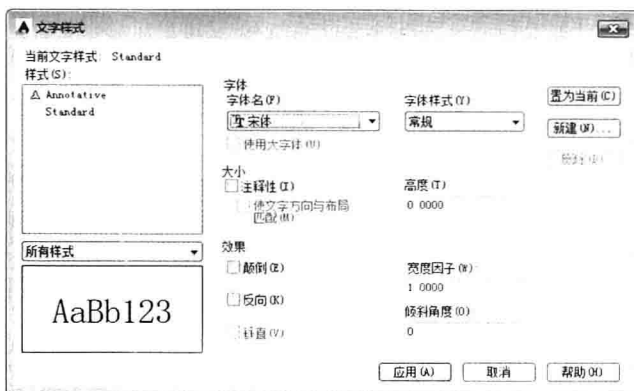 文字样式
当前文字样式: Standard
样式(S):
Annotative
Standard
所有样式
AaBb123
字体
字体名(F)
宋体
使用大字体(U)
字体样式(Y)
常规
大小
注释性(I)
使文字方向与布局
匹配(M)
高度(T)
0.0000
效果
颠倒(E)
反向(K)
垂直(V)
宽度因子(W)
1.0000
倾斜角度(O)
0
置为当前(C)
新建(N)...
删除(D)
应用(A)
取消
帮助(H)